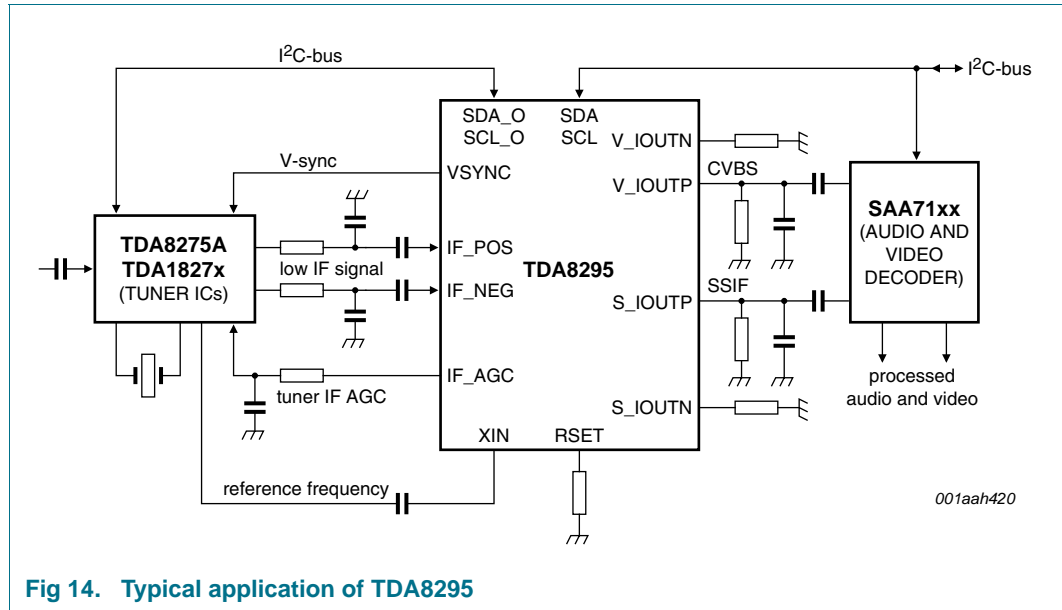 I²C-bus
I²C-bus
SDA_O
SCL_O
SDA
SCL
V_IOUTN
V-sync
VSYNC
CVBS
V_IOUTP
SAA71xx
(AUDIO AND
VIDEO
DECODER)
TDA8275A
TDA1827x
(TUNER ICs)
IF_POS
low IF signal
IF_NEG
TDA8295
SSIF
S_IOUTP
IF_AGC
tuner IF AGC
processed
audio and video
S_IOUTN
XIN
RSET
reference frequency
001aah420
Fig 14. Typical application of TDA8295